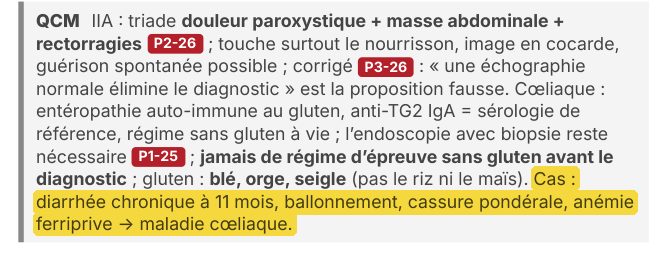 QCM IIA : triade douleur paroxystique + masse abdominale +
rectorragies P2-26 ; touche surtout le nourrisson, image en cocarde,
guérison spontanée possible ; corrigé P3-26 : « une échographie
normale élimine le diagnostic » est la proposition fausse. Cœliaque :
entéropathie auto-immune au gluten, anti-TG2 IgA = sérologie de
référence, régime sans gluten à vie ; l’endoscopie avec biopsie reste
nécessaire P1-25 ; jamais de régime d’épreuve sans gluten avant le
diagnostic ; gluten : blé, orge, seigle (pas le riz ni le maïs). Cas :
diarrhée chronique à 11 mois, ballonnement, cassure pondérale, anémie
ferriprive → maladie cœliaque.